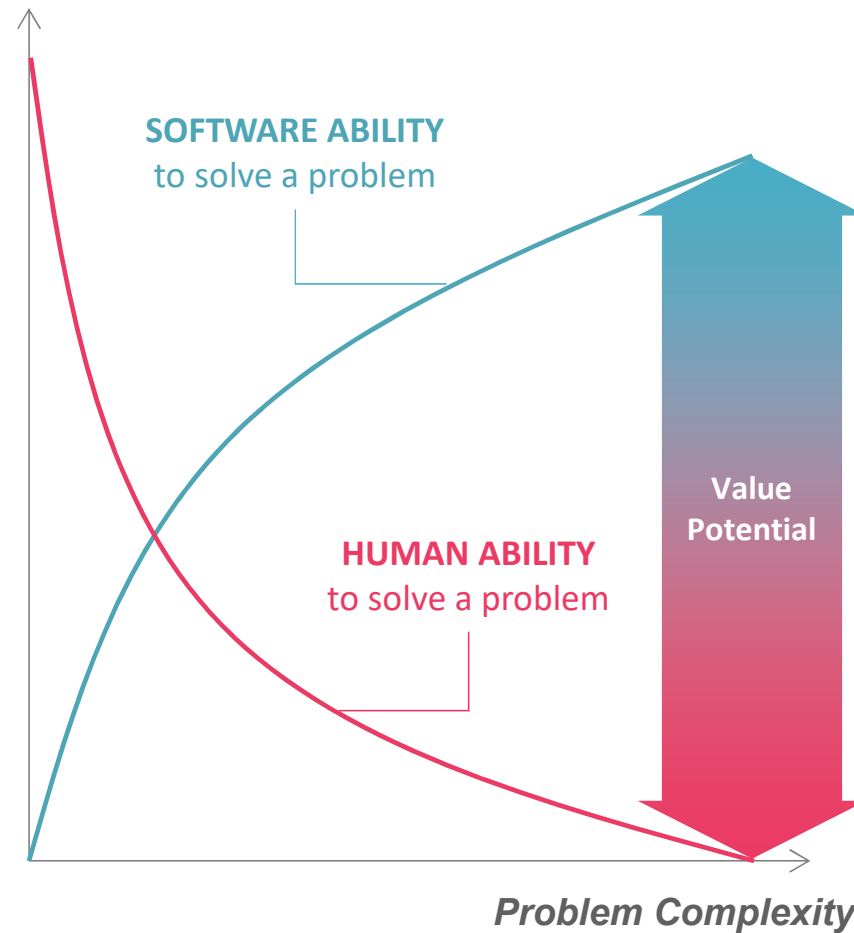 SOFTWARE ABILITY
to solve a problem
Value
Potential
HUMAN ABILITY
to solve a problem
Problem Complexity